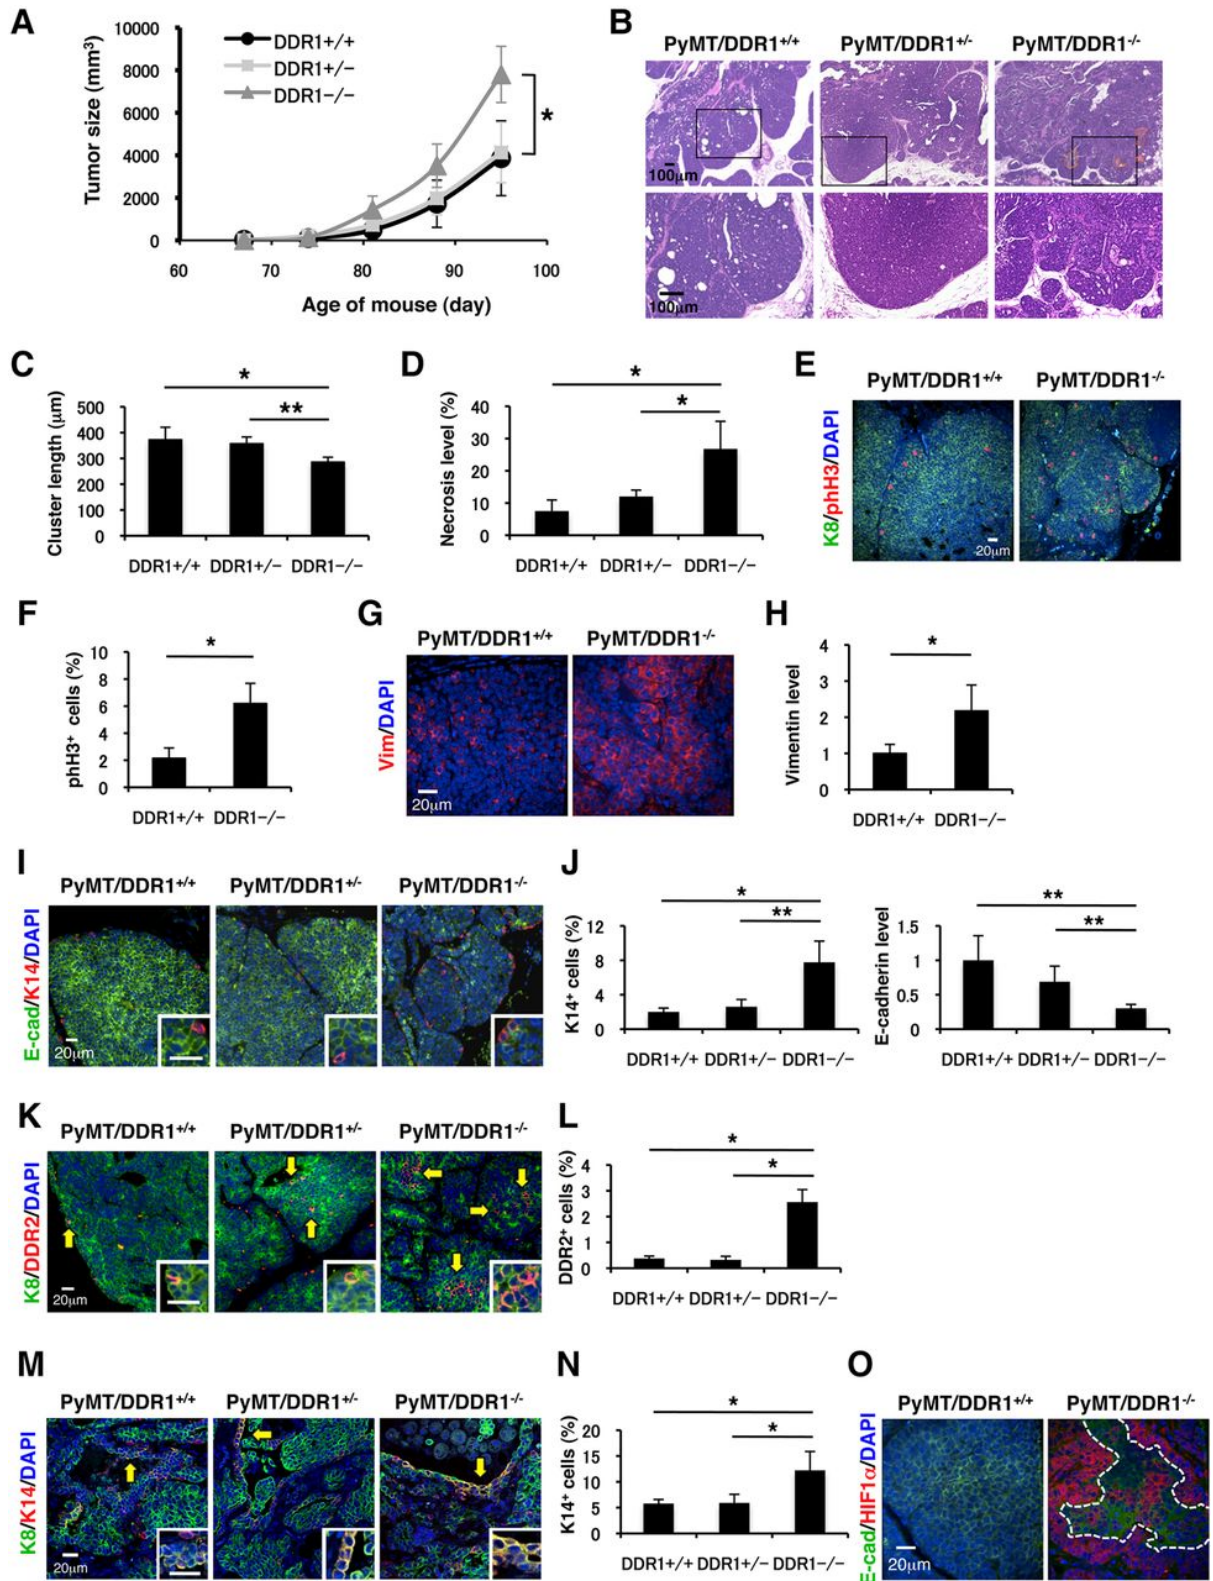 A
Tumor size (mm³)
10000
8000
6000
4000
2000
0
60 70 80 90 100
Age of mouse (day)
DDR1+/+
DDR1+/−
DDR1−/−
*
B
PyMT/DDR1+/+ PyMT/DDR1+/- PyMT/DDR1-/-
100μm
100μm
C
Cluster length (μm)
500
400
300
200
100
0
*
**
DDR1+/+ DDR1+/− DDR1−/−
D
Necrosis level (%)
40
30
20
10
0
*
*
DDR1+/+ DDR1+/− DDR1−/−
E
PyMT/DDR1+/+ PyMT/DDR1-/-
K8/phH3/DAPI
20μm
F
phH3+ cells (%)
10
8
6
4
2
0
*
DDR1+/+ DDR1−/−
G
PyMT/DDR1+/+ PyMT/DDR1-/-
Vim/DAPI
20μm
H
Vimentin level
4
3
2
1
0
*
DDR1+/+ DDR1−/−
I
PyMT/DDR1+/+ PyMT/DDR1+/- PyMT/DDR1-/-
E-cad/K14/DAPI
20μm
J
K14+ cells (%)
12
8
4
0
*
**
DDR1+/+ DDR1+/− DDR1−/−
E-cadherin level
1.5
1
0.5
0
**
**
DDR1+/+ DDR1+/− DDR1−/−
K
PyMT/DDR1+/+ PyMT/DDR1+/- PyMT/DDR1-/-
K8/DDR2/DAPI
20μm
L
DDR2+ cells (%)
4
3
2
1
0
*
*
DDR1+/+ DDR1+/− DDR1−/−
M
PyMT/DDR1+/+ PyMT/DDR1+/- PyMT/DDR1-/-
K8/K14/DAPI
20μm
N
K14+ cells (%)
20
15
10
5
0
*
*
DDR1+/+ DDR1+/− DDR1−/−
O
PyMT/DDR1+/+ PyMT/DDR1-/-
E-cad/HIF1α/DAPI
20μm